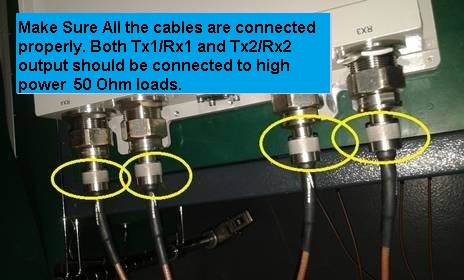 Make Sure All the cables are connected
properly. Both Tx1/Rx1 and Tx2/Rx2
output should be connected to high
power 50 Ohm loads.
RX3
RX2